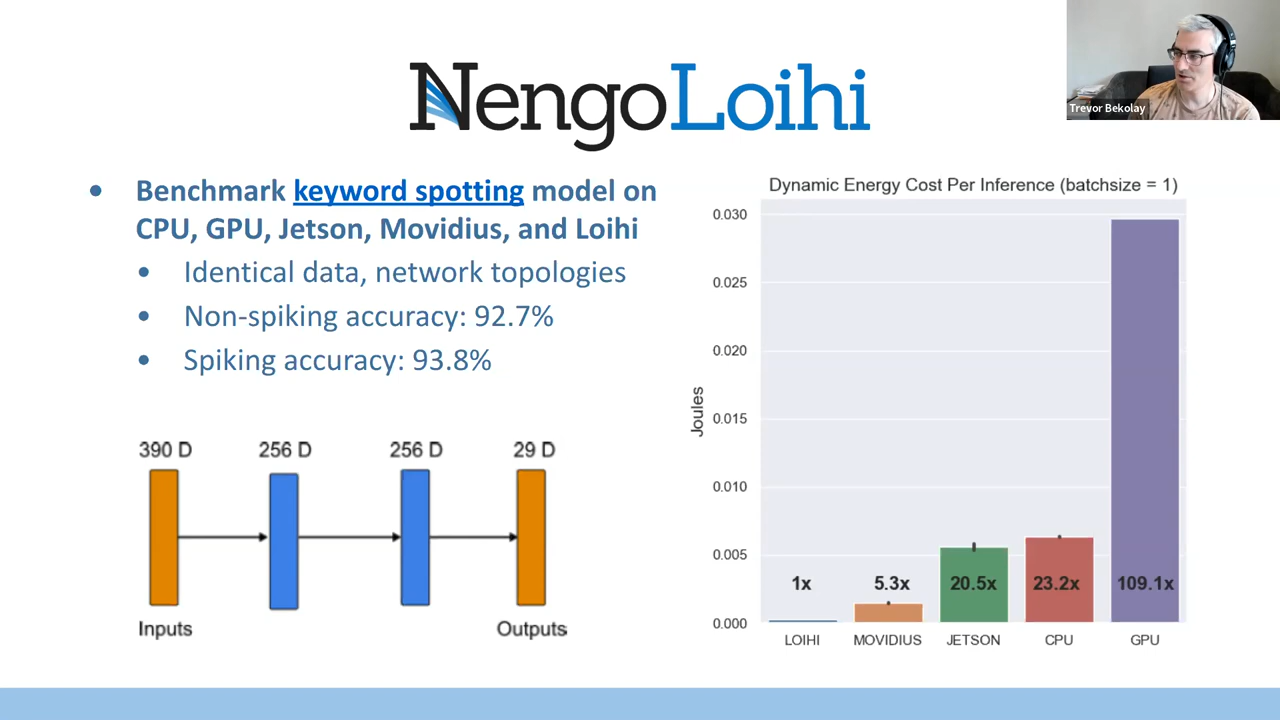 NengoLoihi
Trevor Bekolay
• Benchmark keyword spotting model on
CPU, GPU, Jetson, Movidius, and Loihi
• Identical data, network topologies
• Non-spiking accuracy: 92.7%
• Spiking accuracy: 93.8%
390 D 256 D 256 D 29 D
Inputs Outputs
Dynamic Energy Cost Per Inference (batchsize = 1)
Joules
0.030
0.025
0.020
0.015
0.010
0.005
0.000
1x 5.3x 20.5x 23.2x 109.1x
LOIHI MOVIDIUS JETSON CPU GPU